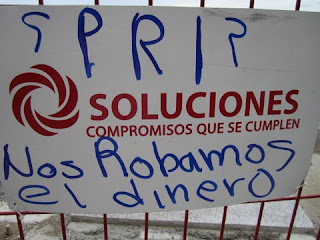 ¿PRI?
SOLUCIONES
COMPROMISOS QUE SE CUMPLEN
Nos Robamos
el dinero